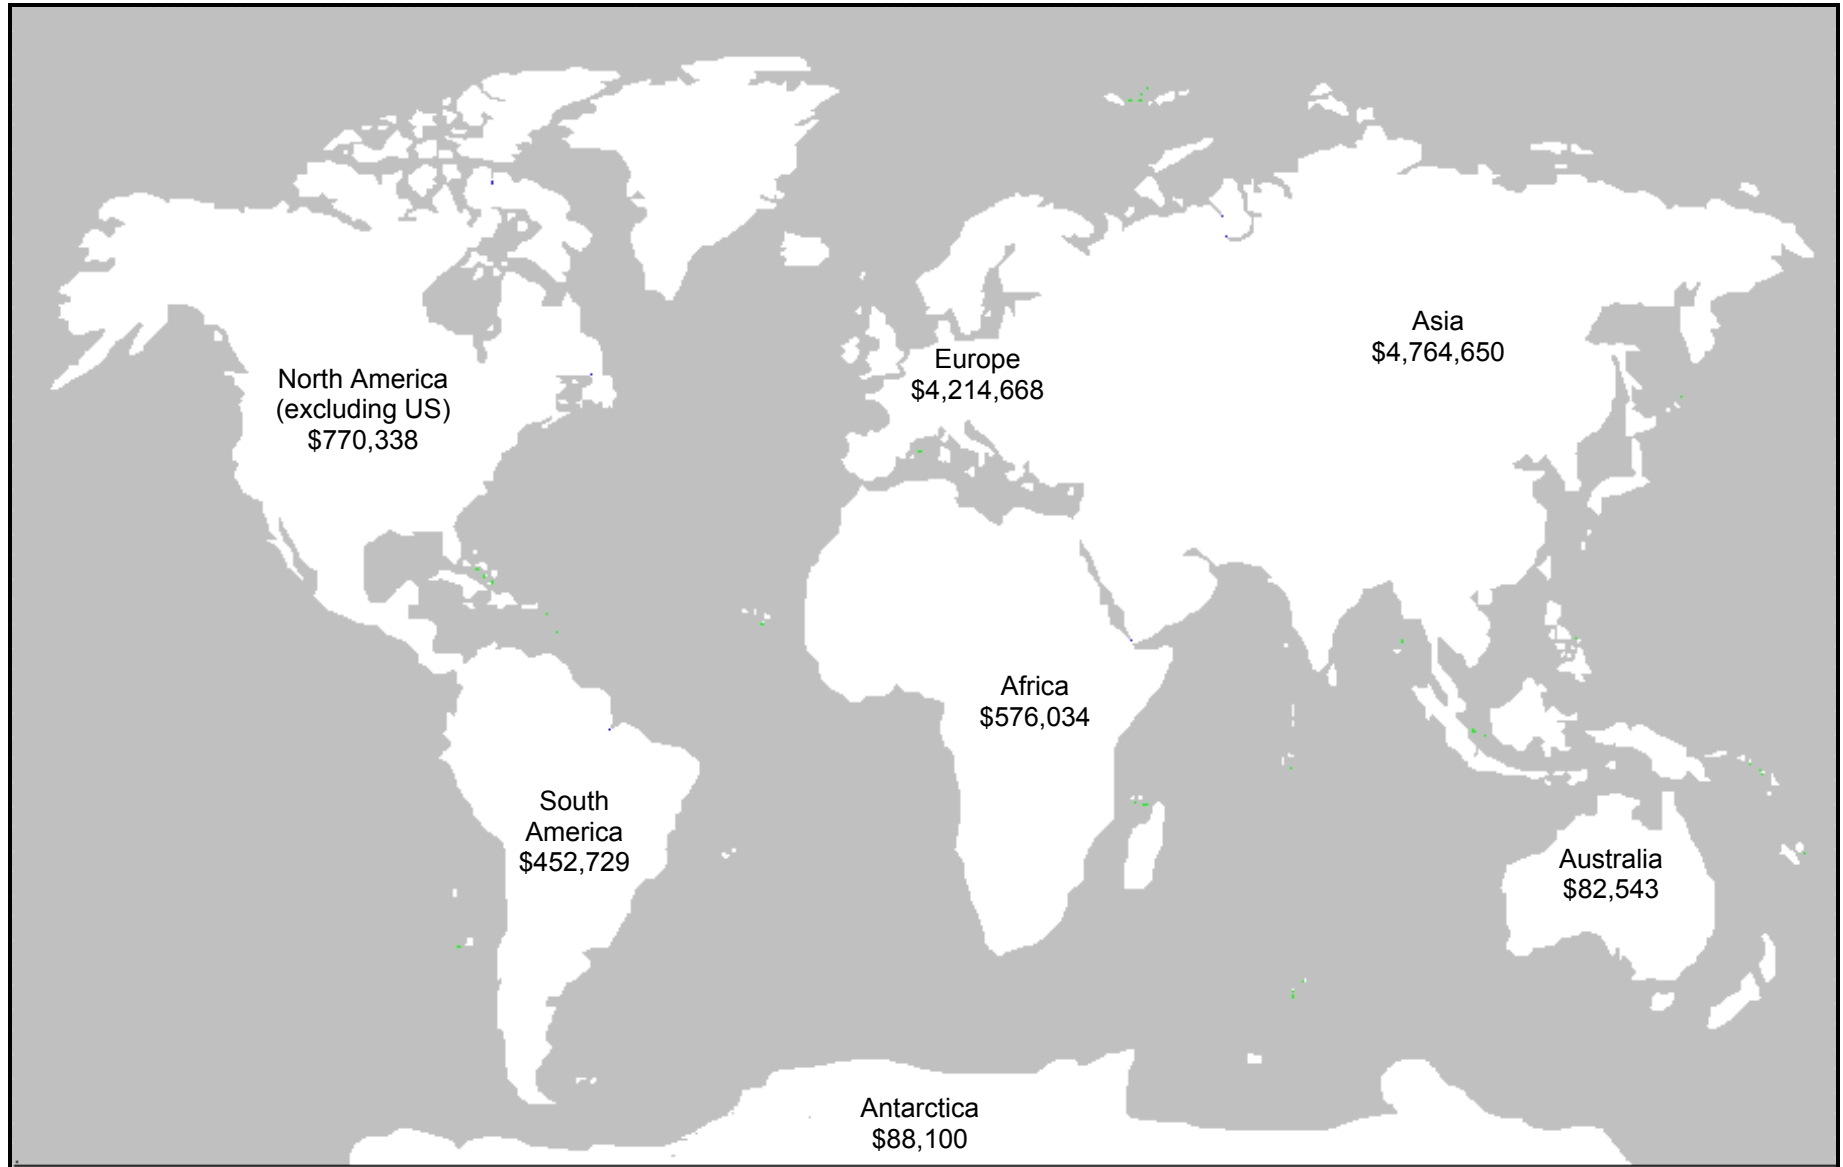 Asia
$4,764,650
Europe
$4,214,668
North America
(excluding US)
$770,338
Africa
$576,034
South
America
$452,729
Australia
$82,543
Antarctica
$88,100